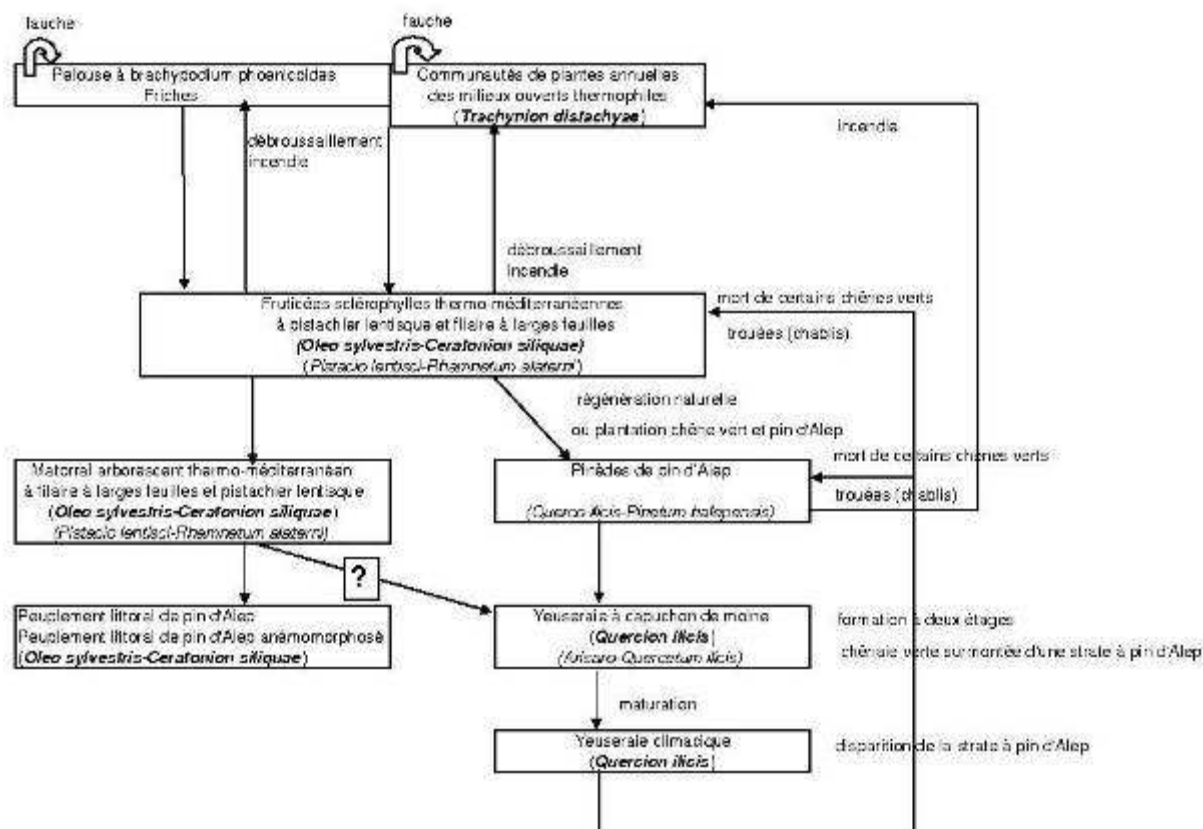 fauche
fauche
Pelouse à brachypodium phoenicoides
Friches
Communautés de plantes annuelles
des milieux ouverts thermophiles
(Trachynion distachyae)
incendie
débroussaillement
incendie
débroussaillement
incendie
Fruticées sclérophylles thermo-méditerranéennes
à pistachier lentisque et filaire à larges feuilles
(Oleo sylvestris-Ceratonion siliquae)
(Pistacio lentisci-Rhamnetum alaterni)
mort de certains chênes verts
trouées (chablis)
régénération naturelle
ou plantation chêne vert et pin d'Alep
Matorral arborescent thermo-méditerranéen
à filaire à larges feuilles et pistachier lentisque
(Oleo sylvestris-Ceratonion siliquae)
(Pistacio lentisci-Rhamnetum alaterni)
Pinèdes de pin d'Alep
(Querco ilicis-Pinetum halepensis)
mort de certains chênes verts
trouées (chablis)
?
Peuplement littoral de pin d'Alep
Peuplement littoral de pin d'Alep anémomorphosé
(Oleo sylvestris-Ceratonion siliquae)
Yeuseraie à capuchon de moine
(Quercion ilicis)
(Arisaro-Quercetum ilicis)
formation à deux étages
chênaie verte surmontée d'une strate à pin d'Alep
maturation
Yeuseraie climatique
(Quercion ilicis)
disparition de la strate à pin d'Alep